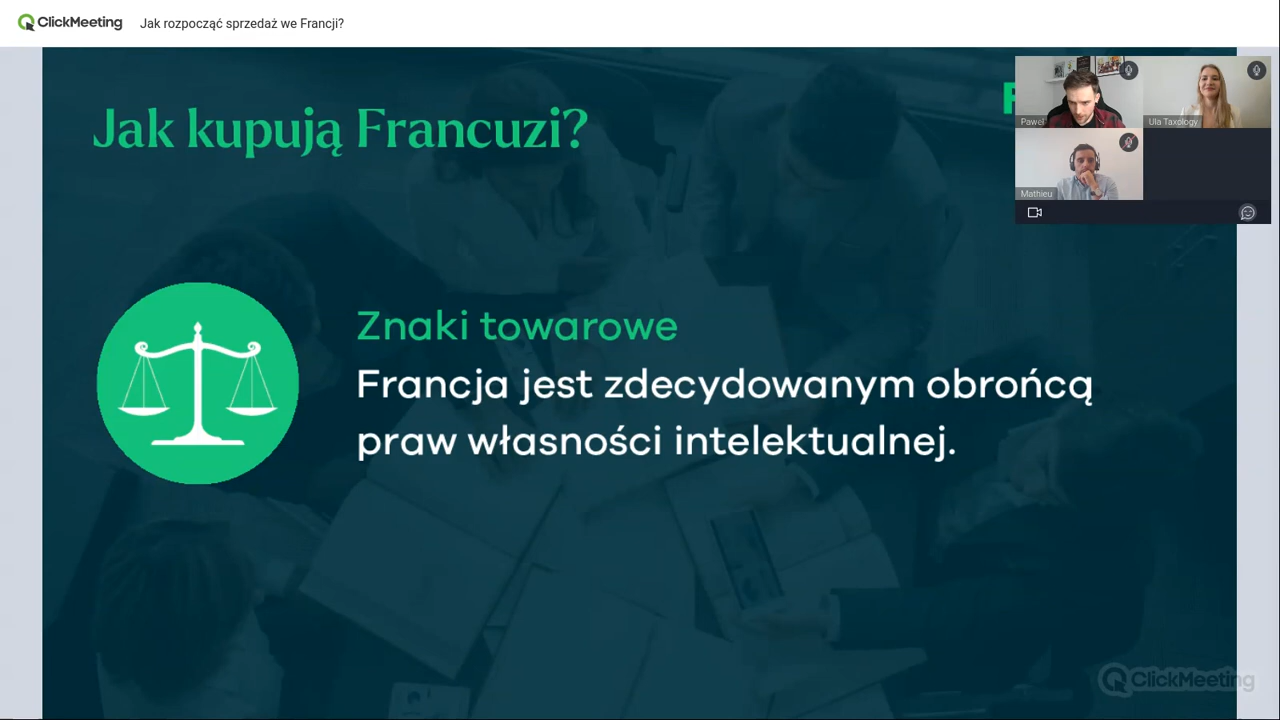 ClickMeeting Jak rozpocząć sprzedaż we Francji?
Jak kupują Francuzi?
Paweł
Ula Taxology
Mathieu
Znaki towarowe
Francja jest zdecydowanym obrońcą
praw własności intelektualnej.
ClickMeeting